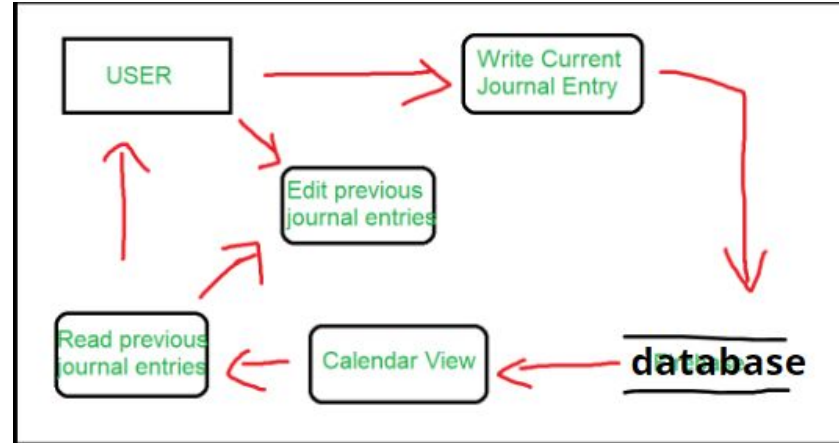 USER
Write Current
Journal Entry
Edit previous
journal entries
Read previous
journal entries
Calendar View
database